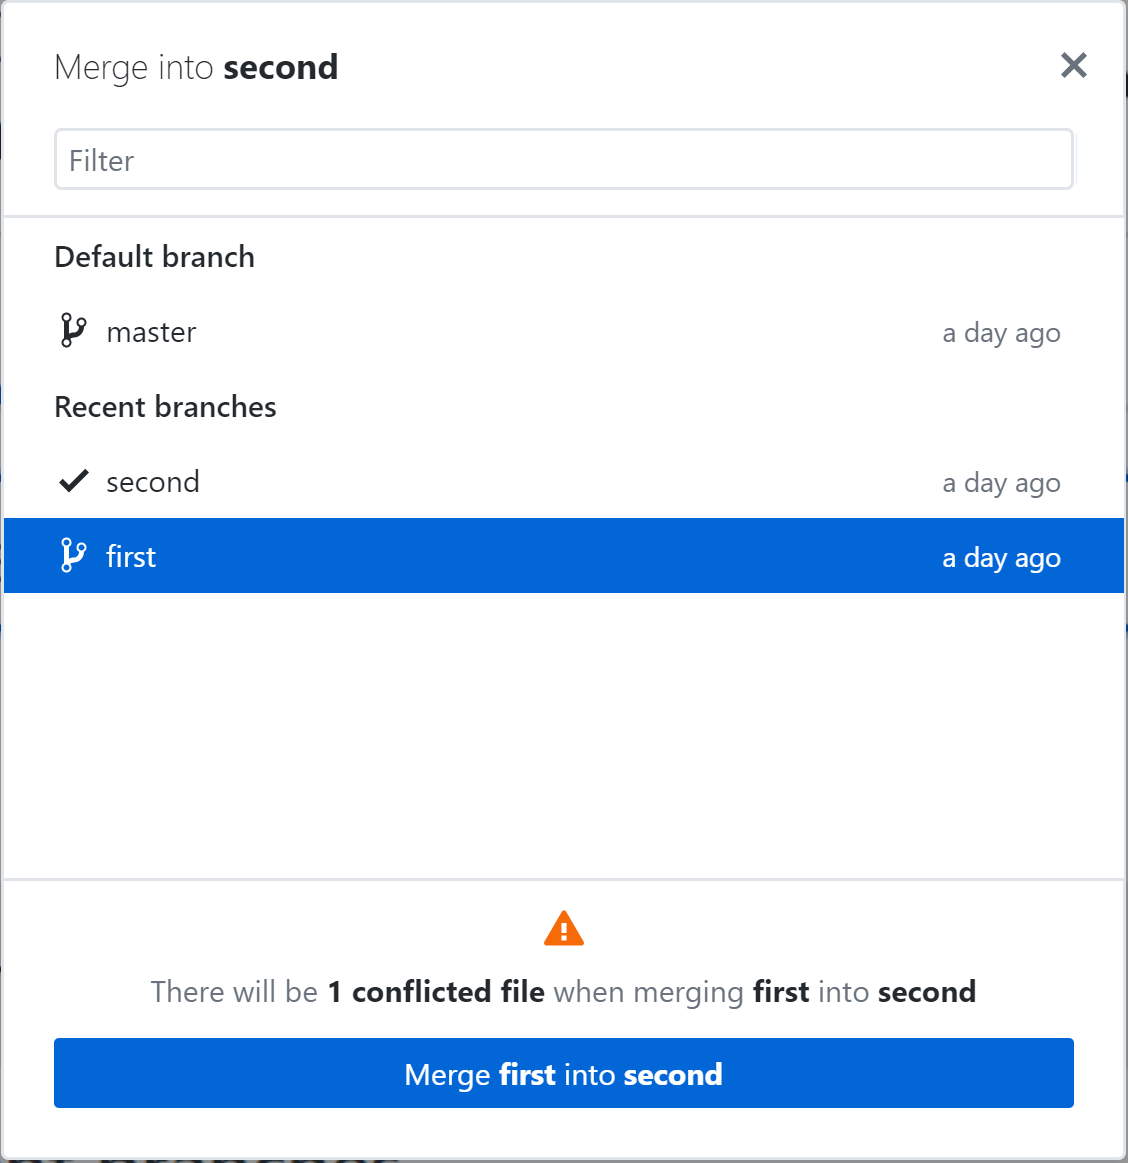 Merge into second
Filter
Default branch
master a day ago
Recent branches
second a day ago
first a day ago
There will be 1 conflicted file when merging first into second
Merge first into second